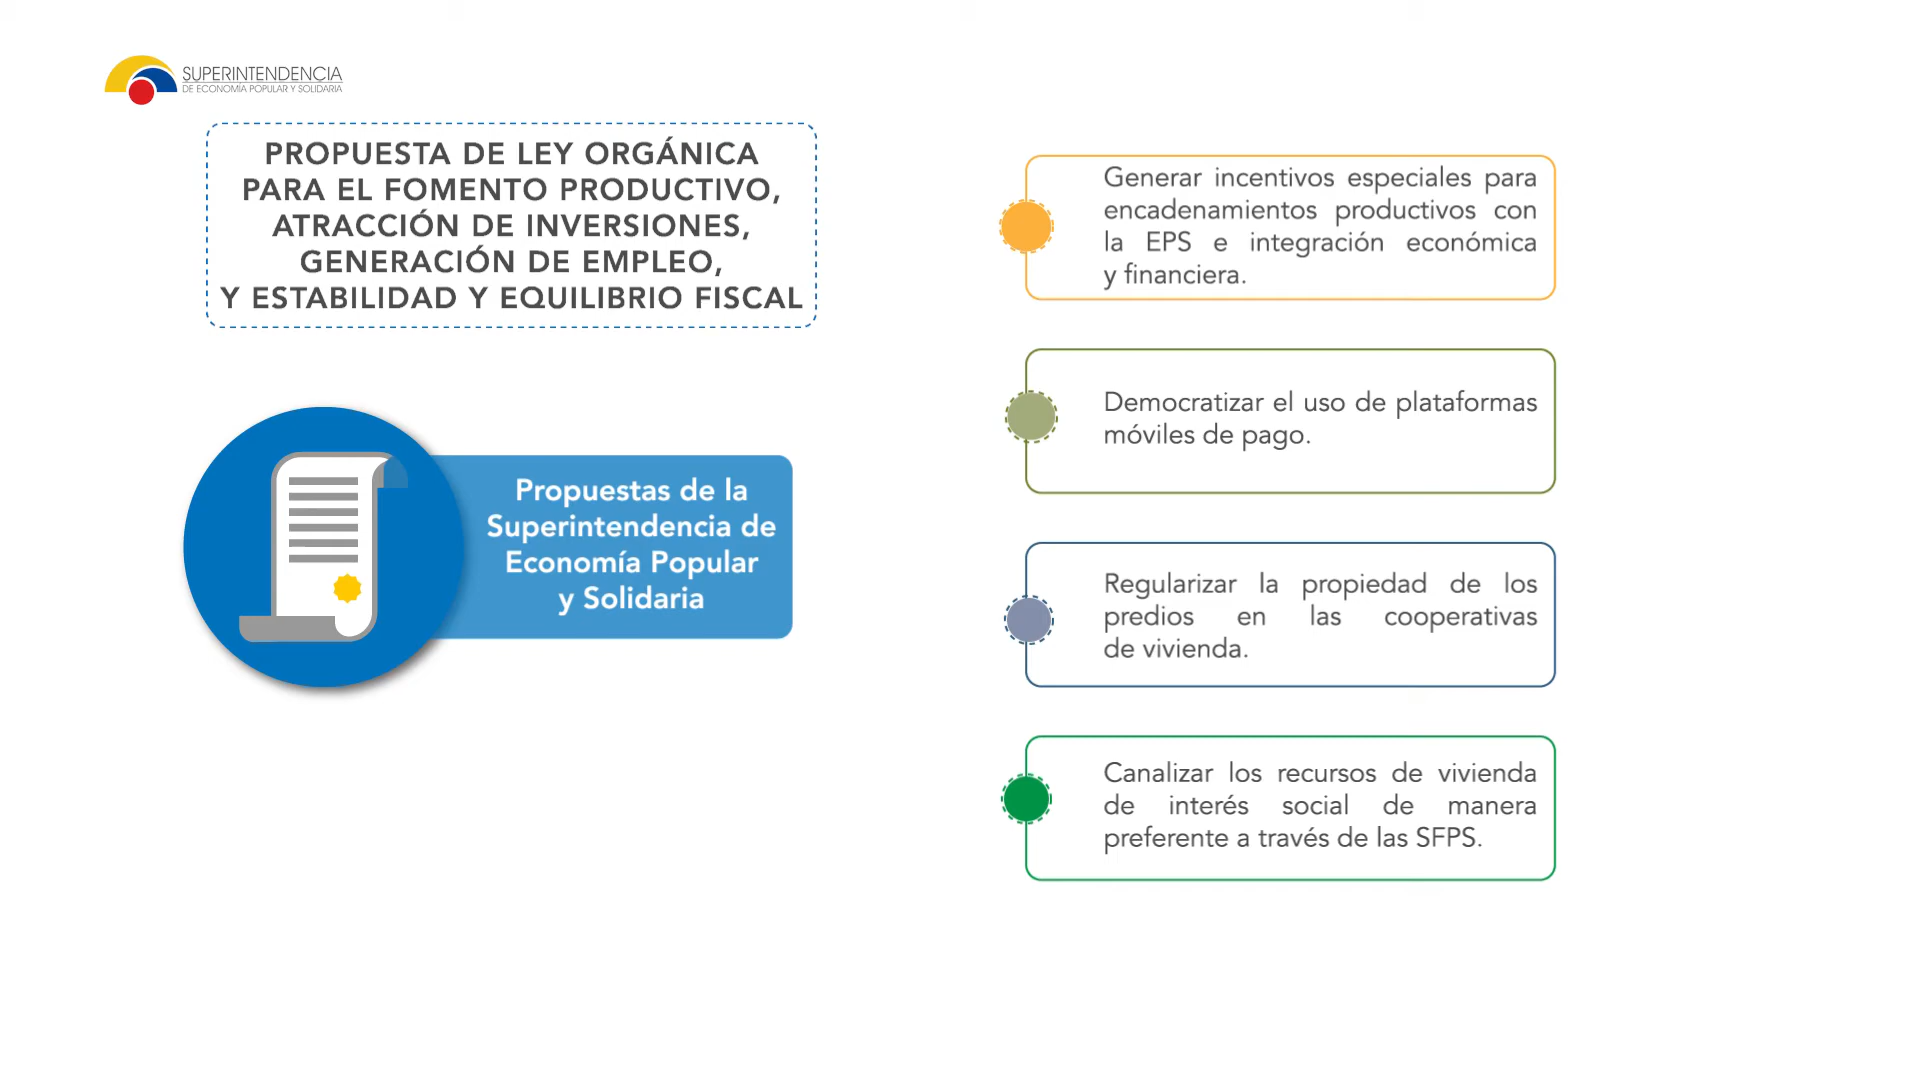 SUPERINTENDENCIA
DE ECONOMÍA POPULAR Y SOLIDARIA
PROPUESTA DE LEY ORGÁNICA
PARA EL FOMENTO PRODUCTIVO,
ATRACCIÓN DE INVERSIONES,
GENERACIÓN DE EMPLEO,
Y ESTABILIDAD Y EQUILIBRIO FISCAL
Propuestas de la
Superintendencia de
Economía Popular
y Solidaria
Generar incentivos especiales para
encadenamientos productivos con
la EPS e integración económica
y financiera.
Democratizar el uso de plataformas
móviles de pago.
Regularizar la propiedad de los
predios en las cooperativas
de vivienda.
Canalizar los recursos de vivienda
de interés social de manera
preferente a través de las SFPS.